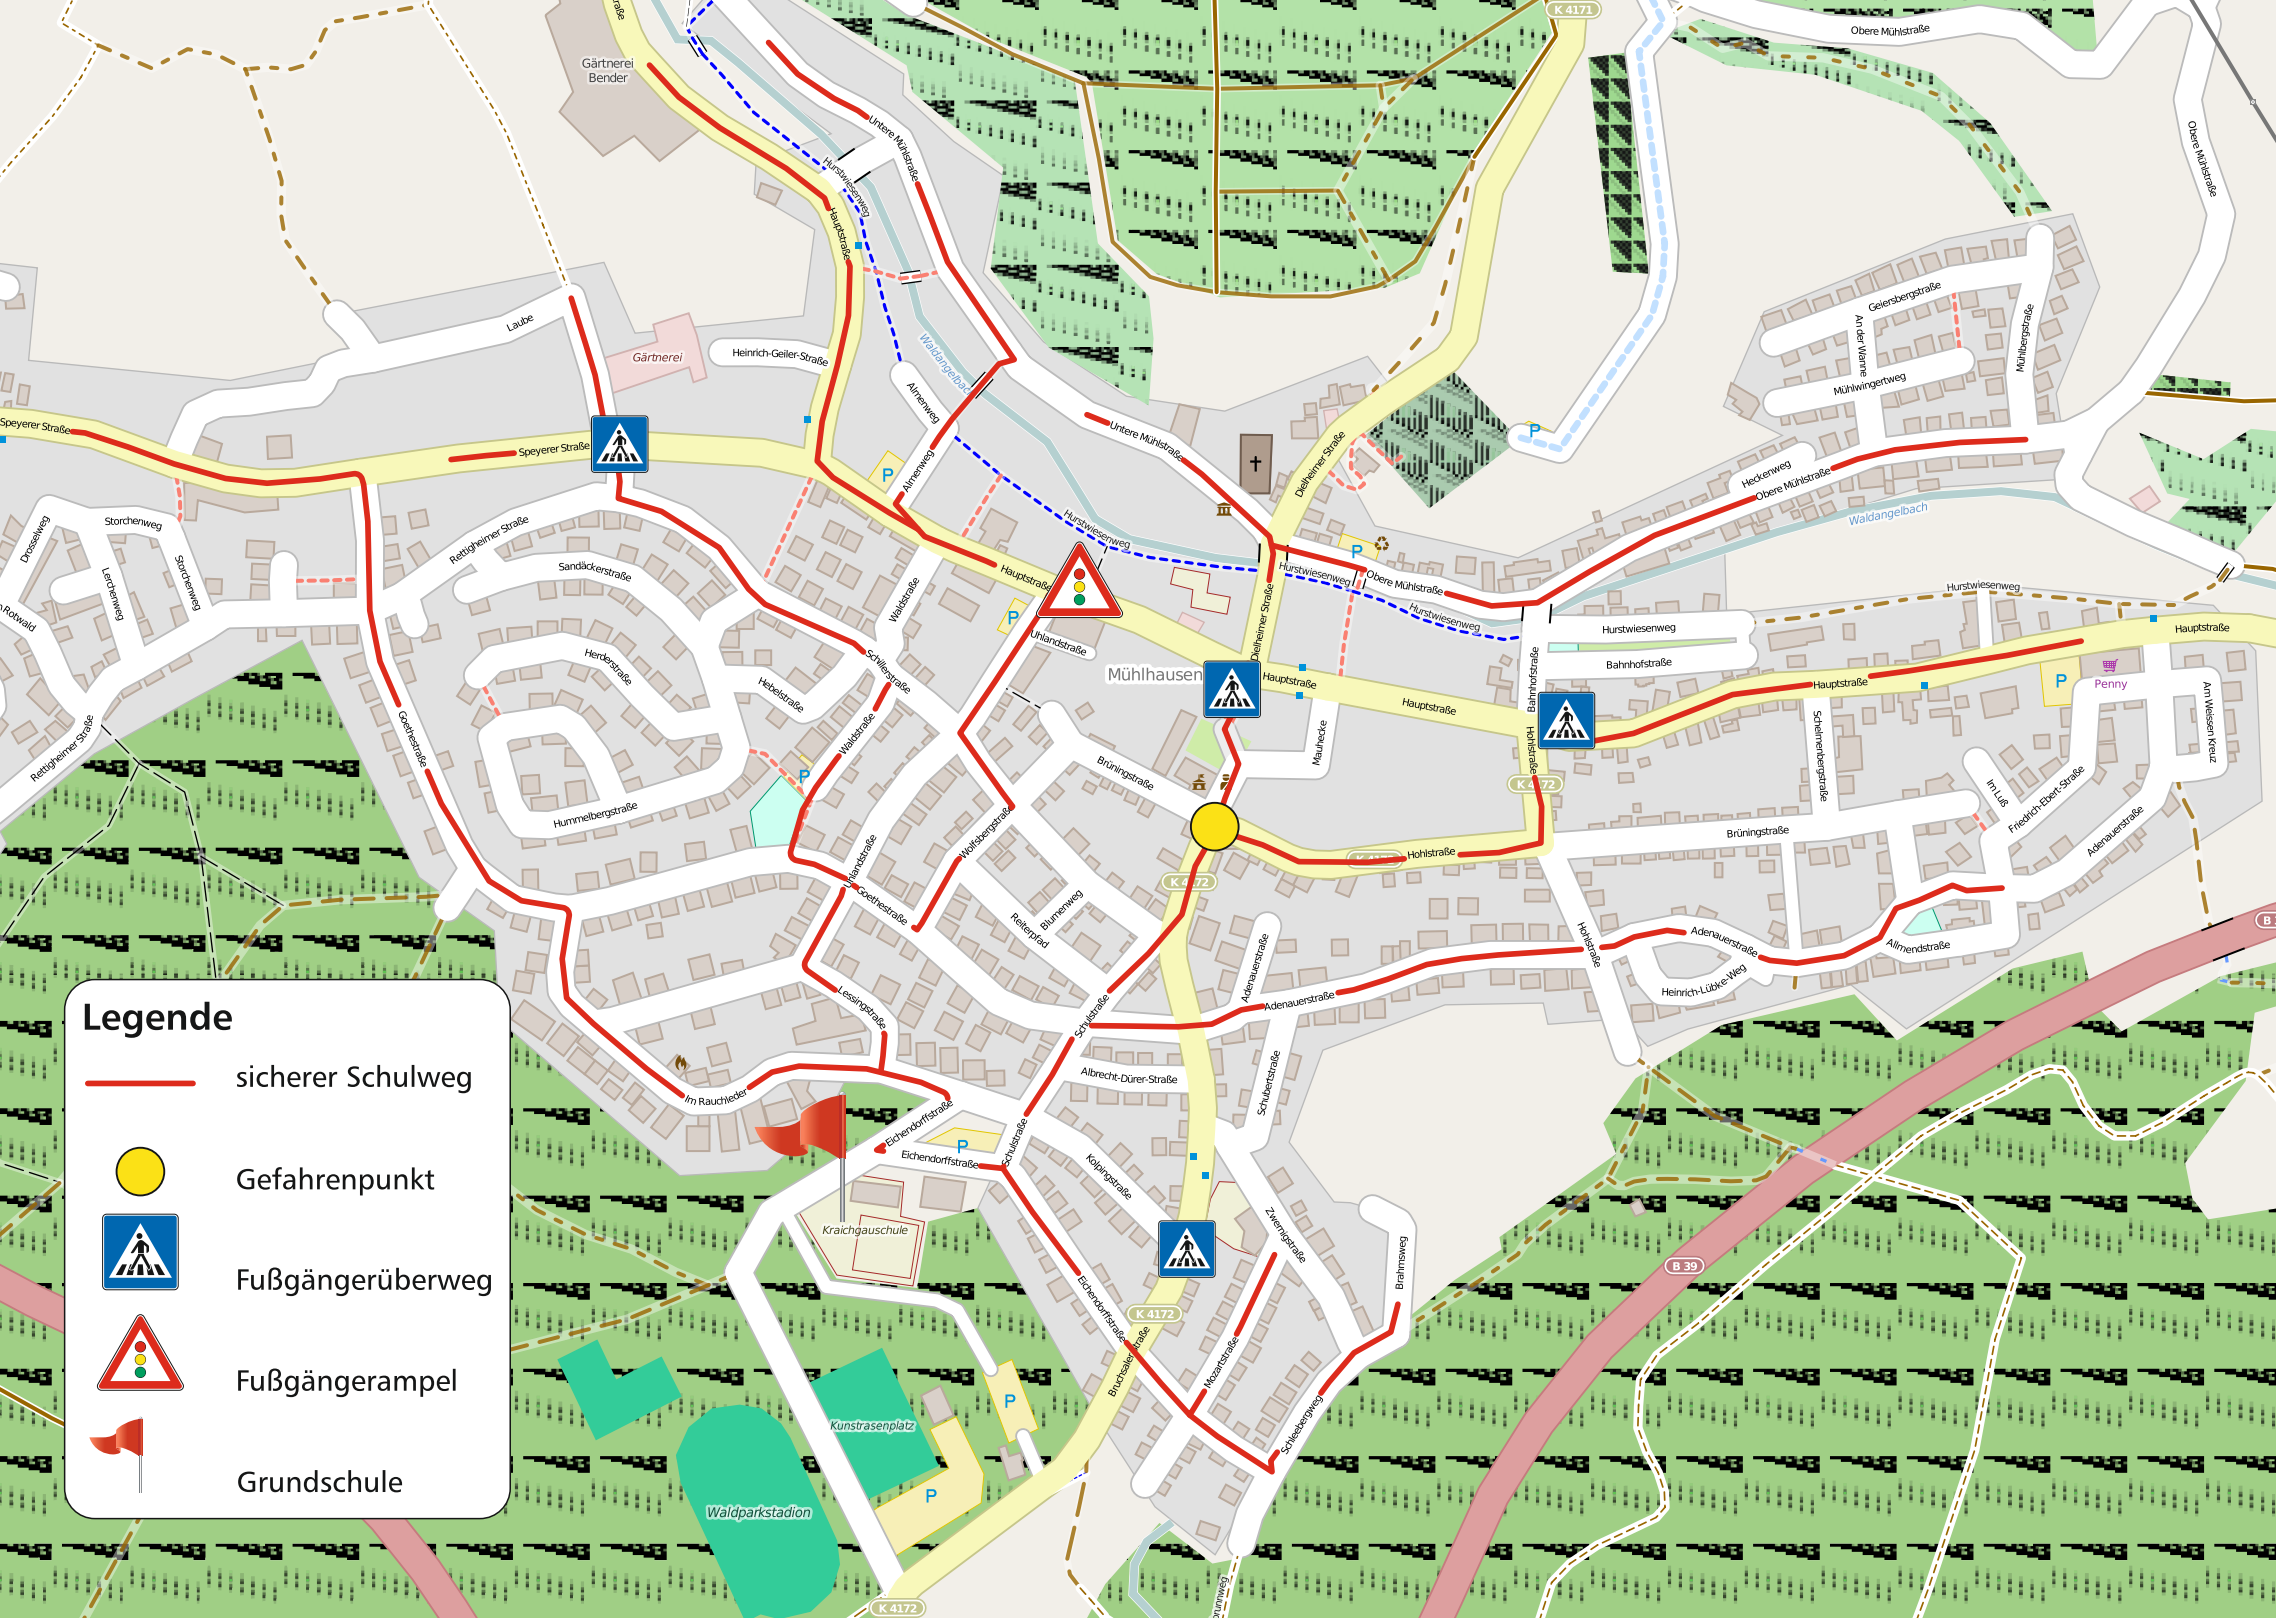 K 4171
Obere Mühlstraße
Gärtnerei
Bender
Untere Mühlstraße
Hurstwiesenweg
Obere Mühlstraße
Hauptstraße
Geiersbergstraße
An der Wanne
Mühlbergstraße
Mühlwingertweg
Laube
Gärtnerei
Heinrich-Geiler-Straße
Waldangelbach
Almenweg
Speyerer Straße
Speyerer Straße
Untere Mühlstraße
Dielheimer Straße
P
P
Almenweg
Heckenweg
Obere Mühlstraße
Waldangelbach
Drosselweg
Storchenweg
Storchenweg
Lerchenweg
Rotwald
Rettigheimer Straße
Sandäckerstraße
Hurstwiesenweg
P
Hurstwiesenweg
Obere Mühlstraße
Hurstwiesenweg
Hurstwiesenweg
Hauptstraße
Waldstraße
P
Uhlandstraße
Dielheimer Straße
Hurstwiesenweg
Bahnhofstraße
Bahnhofstraße
Hauptstraße
Herderstraße
Schillerstraße
Hebelstraße
Mühlhausen
Hauptstraße
Hauptstraße
Hauptstraße
P
Penny
Am Weissen Kreuz
Goethestraße
Rettigheimer Straße
Waldstraße
P
Brüningstraße
Mauhecke
Hohlstraße
K 4172
Schelmenbergstraße
Im Luß
Friedrich-Ebert-Straße
Adenauerstraße
Hummelbergstraße
Wolfsbergstraße
Uhlandstraße
Goethestraße
Brüningstraße
Hohlstraße
K 4172
Reiterpfad
Blumenweg
Hohlstraße
Adenauerstraße
Allmendstraße
Heinrich-Lübke-Weg
Adenauerstraße
Adenauerstraße
Lessingstraße
Schulstraße
Im Rauchleder
Albrecht-Dürer-Straße
Schubertstraße
Eichendorffstraße
Eichendorffstraße
P
Schulstraße
Kolpingstraße
Zwernigstraße
Kraichgauschule
Brahmsweg
B 39
Eichendorffstraße
K 4172
Bruchsaler Straße
Mozartstraße
Schleebergweg
P
Kunstrasenplatz
P
Waldparkstadion
K 4172
Legende
sicherer Schulweg
Gefahrenpunkt
Fußgängerüberweg
Fußgängerampel
Grundschule